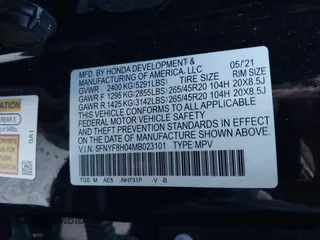 MFD. BY HONDA DEVELOPMENT & 05/21
MANUFACTURING OF AMERICA, LLC
GVWR 2400 KG(5291LBS) TIRE SIZE RIM SIZE
GAWR F 1295 KG(2855LBS) 265/45R20 104H 20X8.5J
GAWR R 1425 KG(3142LBS) 265/45R20 104H 20X8.5J
THIS VEHICLE CONFORMS TO ALL APPLICABLE
FEDERAL MOTOR VEHICLE SAFETY AND THEFT
PREVENTION STANDARDS IN EFFECT ON THE DATE
OF MANUFACTURE SHOWN ABOVE.
V.I.N. 5FNYF8H04MB023101 TYPE:MPV
TGS M AE5 -NH731P -V -B